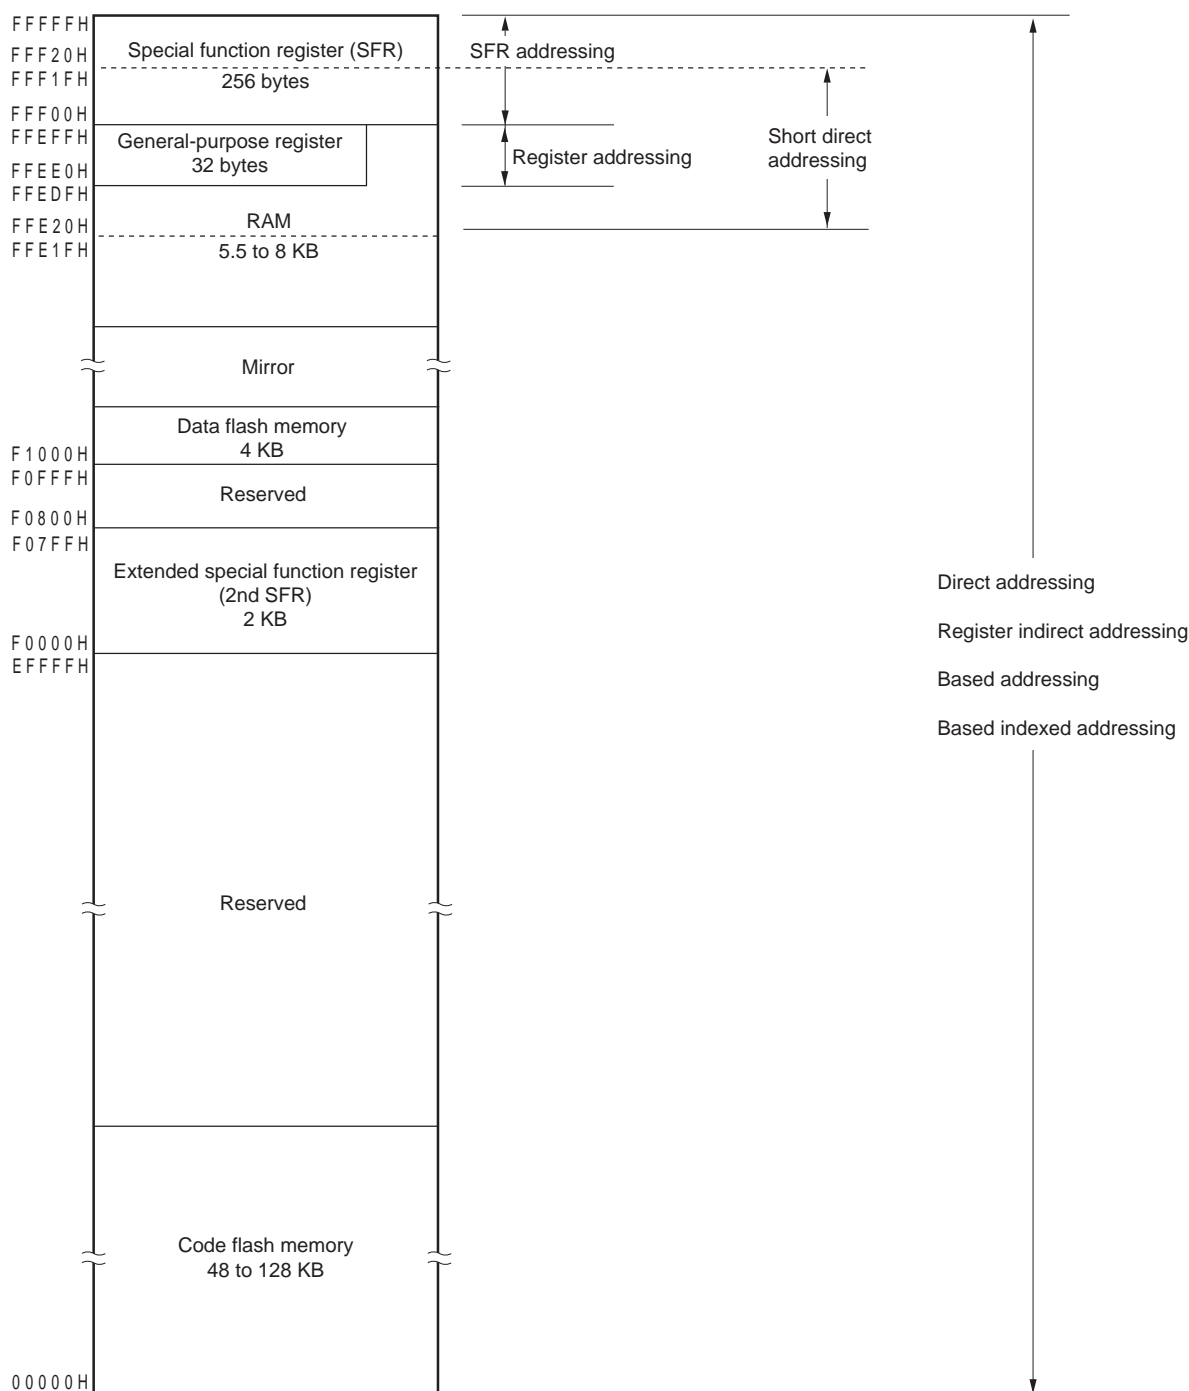 FFFFFH
Special function register (SFR)
SFR addressing
FFF20H
FFF1FH
256 bytes
FFF00H
FFEFFH
General-purpose register
32 bytes
Register addressing
Short direct
addressing
FFEE0H
FFEDFH
RAM
FFE20H
FFE1FH
5.5 to 8 KB
Mirror
Data flash memory
4 KB
F1000H
F0FFFH
Reserved
F0800H
F07FFH
Extended special function register
(2nd SFR)
2 KB
F0000H
EFFFFH
Direct addressing
Register indirect addressing
Based addressing
Based indexed addressing
Reserved
Code flash memory
48 to 128 KB
00000H